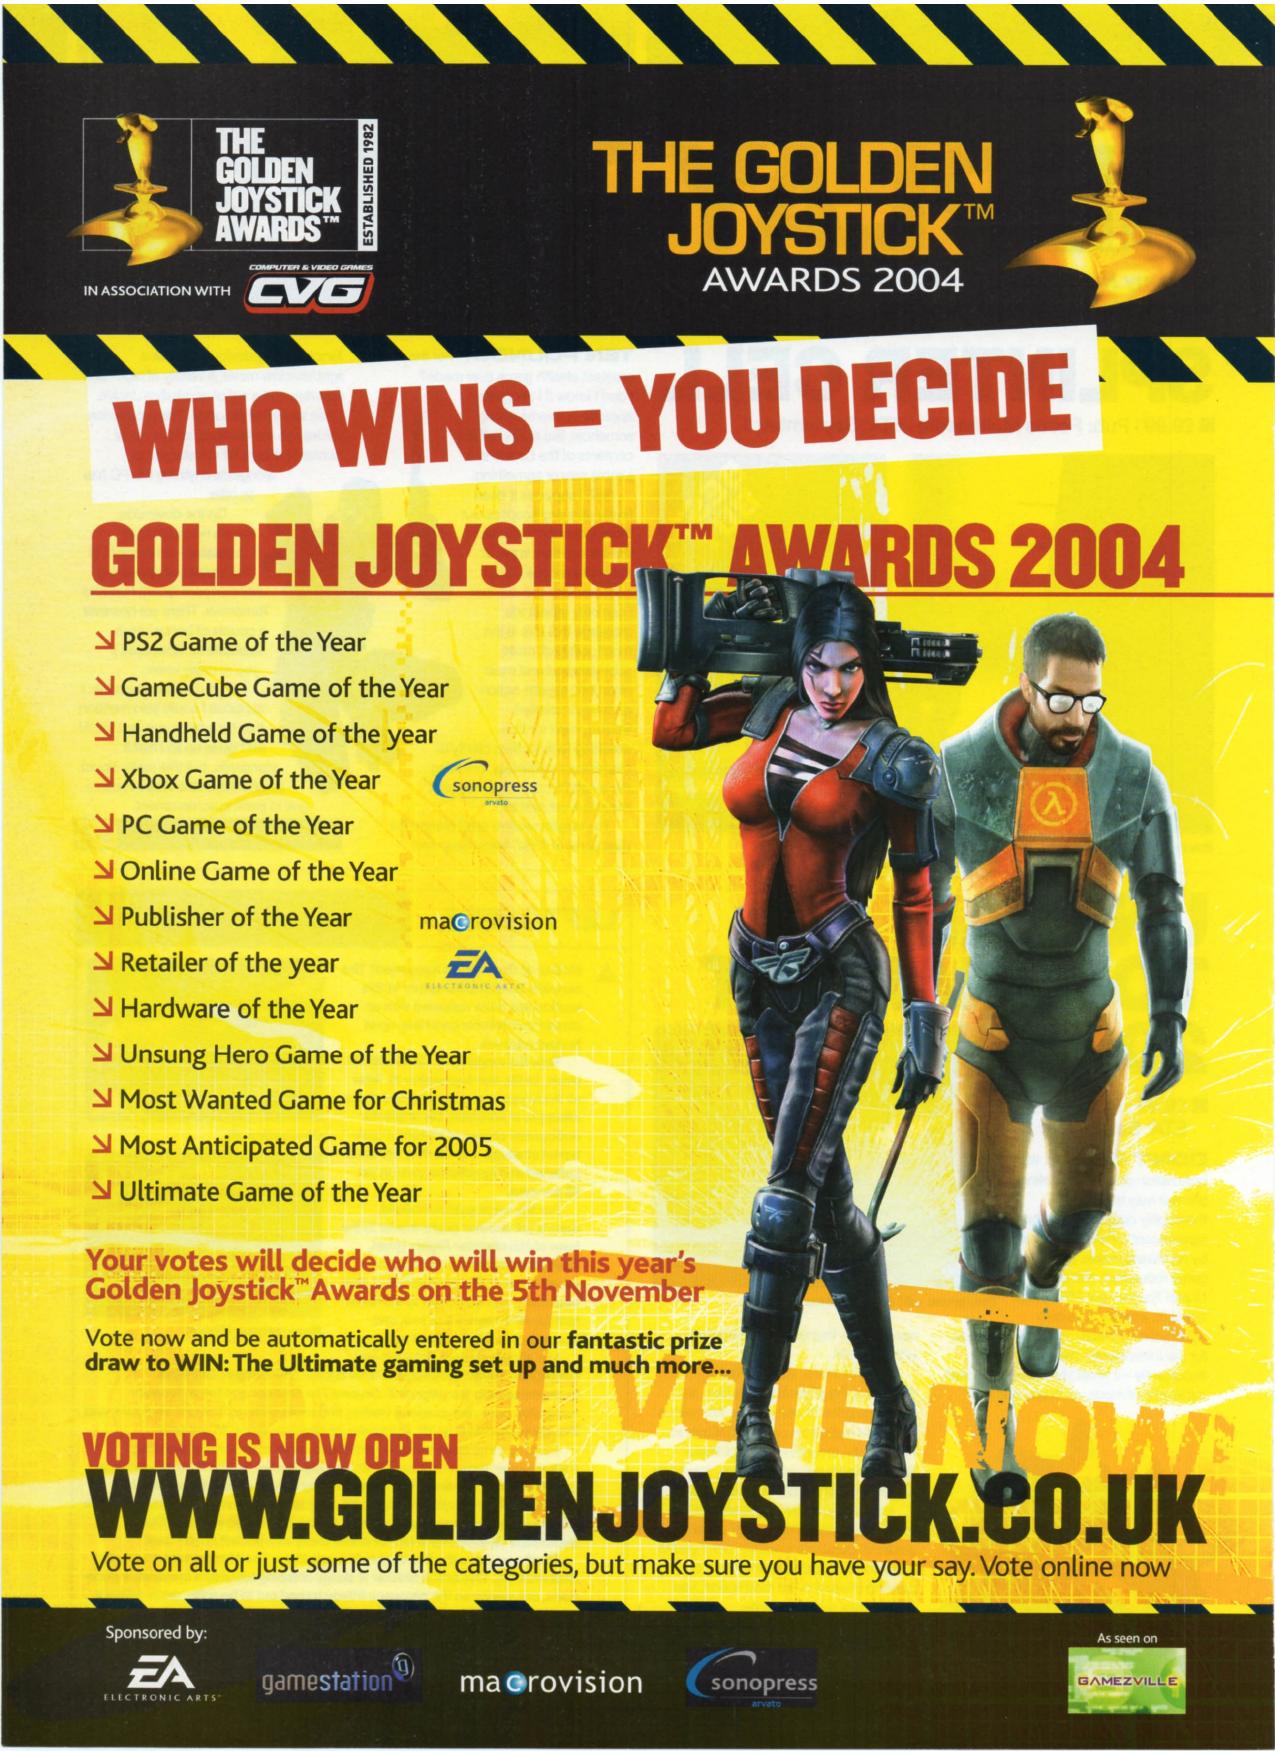 THE
GOLDEN
JOYSTICK
AWARDS™
ESTABLISHED 1982
IN ASSOCIATION WITH
COMPUTER & VIDEO GAMES
CVG
THE GOLDEN
JOYSTICK™
AWARDS 2004
WHO WINS – YOU DECIDE
GOLDEN JOYSTICK™ AWARDS 2004
PS2 Game of the Year
GameCube Game of the Year
Handheld Game of the year
Xbox Game of the Year
sonopress
arvato
PC Game of the Year
Online Game of the Year
Publisher of the Year
macrovision
Retailer of the year
EA
ELECTRONIC ARTS™
Hardware of the Year
Unsung Hero Game of the Year
Most Wanted Game for Christmas
Most Anticipated Game for 2005
Ultimate Game of the Year
Your votes will decide who will win this year's
Golden Joystick™ Awards on the 5th November
Vote now and be automatically entered in our fantastic prize
draw to WIN: The Ultimate gaming set up and much more...
VOTE NOW!
VOTING IS NOW OPEN
WWW.GOLDENJOYSTICK.CO.UK
Vote on all or just some of the categories, but make sure you have your say. Vote online now
Sponsored by:
EA
ELECTRONIC ARTS™
gamestation
macrovision
sonopress
arvato
As seen on
GAMEZVILLE